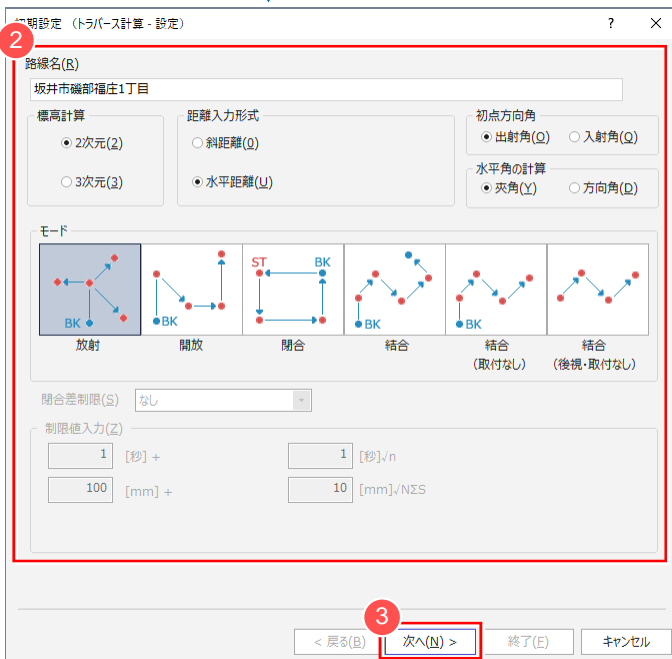 初期設定 （トラバース計算 - 設定） ? ×
2
路線名(R)
坂井市磯部福庄1丁目
標高計算 距離入力形式 初点方向角
2次元(2) 斜距離(0) 出射角(O) 入射角(Q)
3次元(3) 水平距離(U) 水平角の計算
夾角(Y) 方向角(D)
モード
BK BK ST BK BK BK
放射 開放 閉合 結合 結合 結合
（取付なし） （後視・取付なし）
閉合差制限(S) なし
制限値入力(Z)
1 [秒] + 1 [秒]√n
100 [mm] + 10 [mm]√NΣS
3
< 戻る(B) 次へ(N) > 終了(F) キャンセル